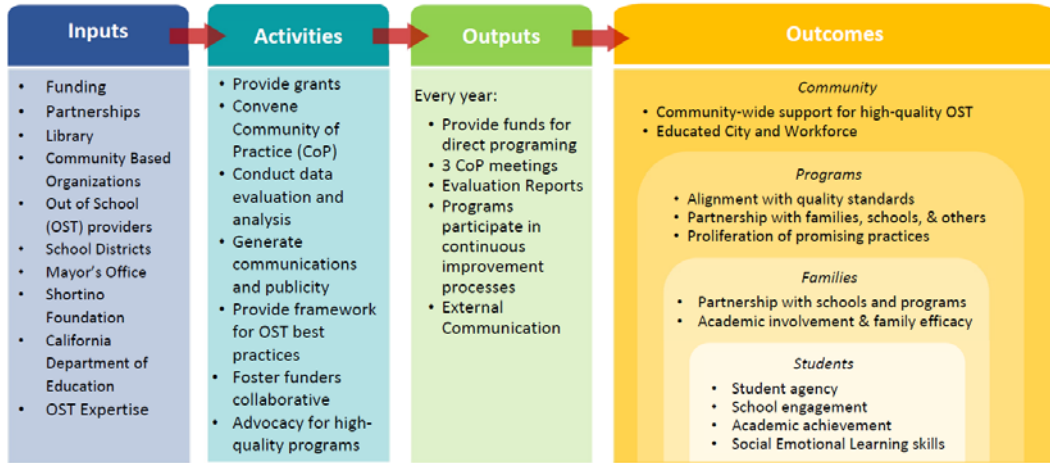 Inputs
• Funding
• Partnerships
• Library
• Community Based
Organizations
• Out of School
(OST) providers
• School Districts
• Mayor's Office
• Shortino
Foundation
• California
Department of
Education
• OST Expertise
Activities
• Provide grants
• Convene
Community of
Practice (CoP)
• Conduct data
evaluation and
analysis
• Generate
communications
and publicity
• Provide framework
for OST best
practices
• Foster funders
collaborative
• Advocacy for high-
quality programs
Outputs
Every year:
• Provide funds for
direct programing
• 3 CoP meetings
• Evaluation Reports
• Programs
participate in
continuous
improvement
processes
• External
Communication
Outcomes
Community
• Community-wide support for high-quality OST
• Educated City and Workforce
Programs
• Alignment with quality standards
• Partnership with families, schools, & others
• Proliferation of promising practices
Families
• Partnership with schools and programs
• Academic involvement & family efficacy
Students
• Student agency
• School engagement
• Academic achievement
• Social Emotional Learning skills